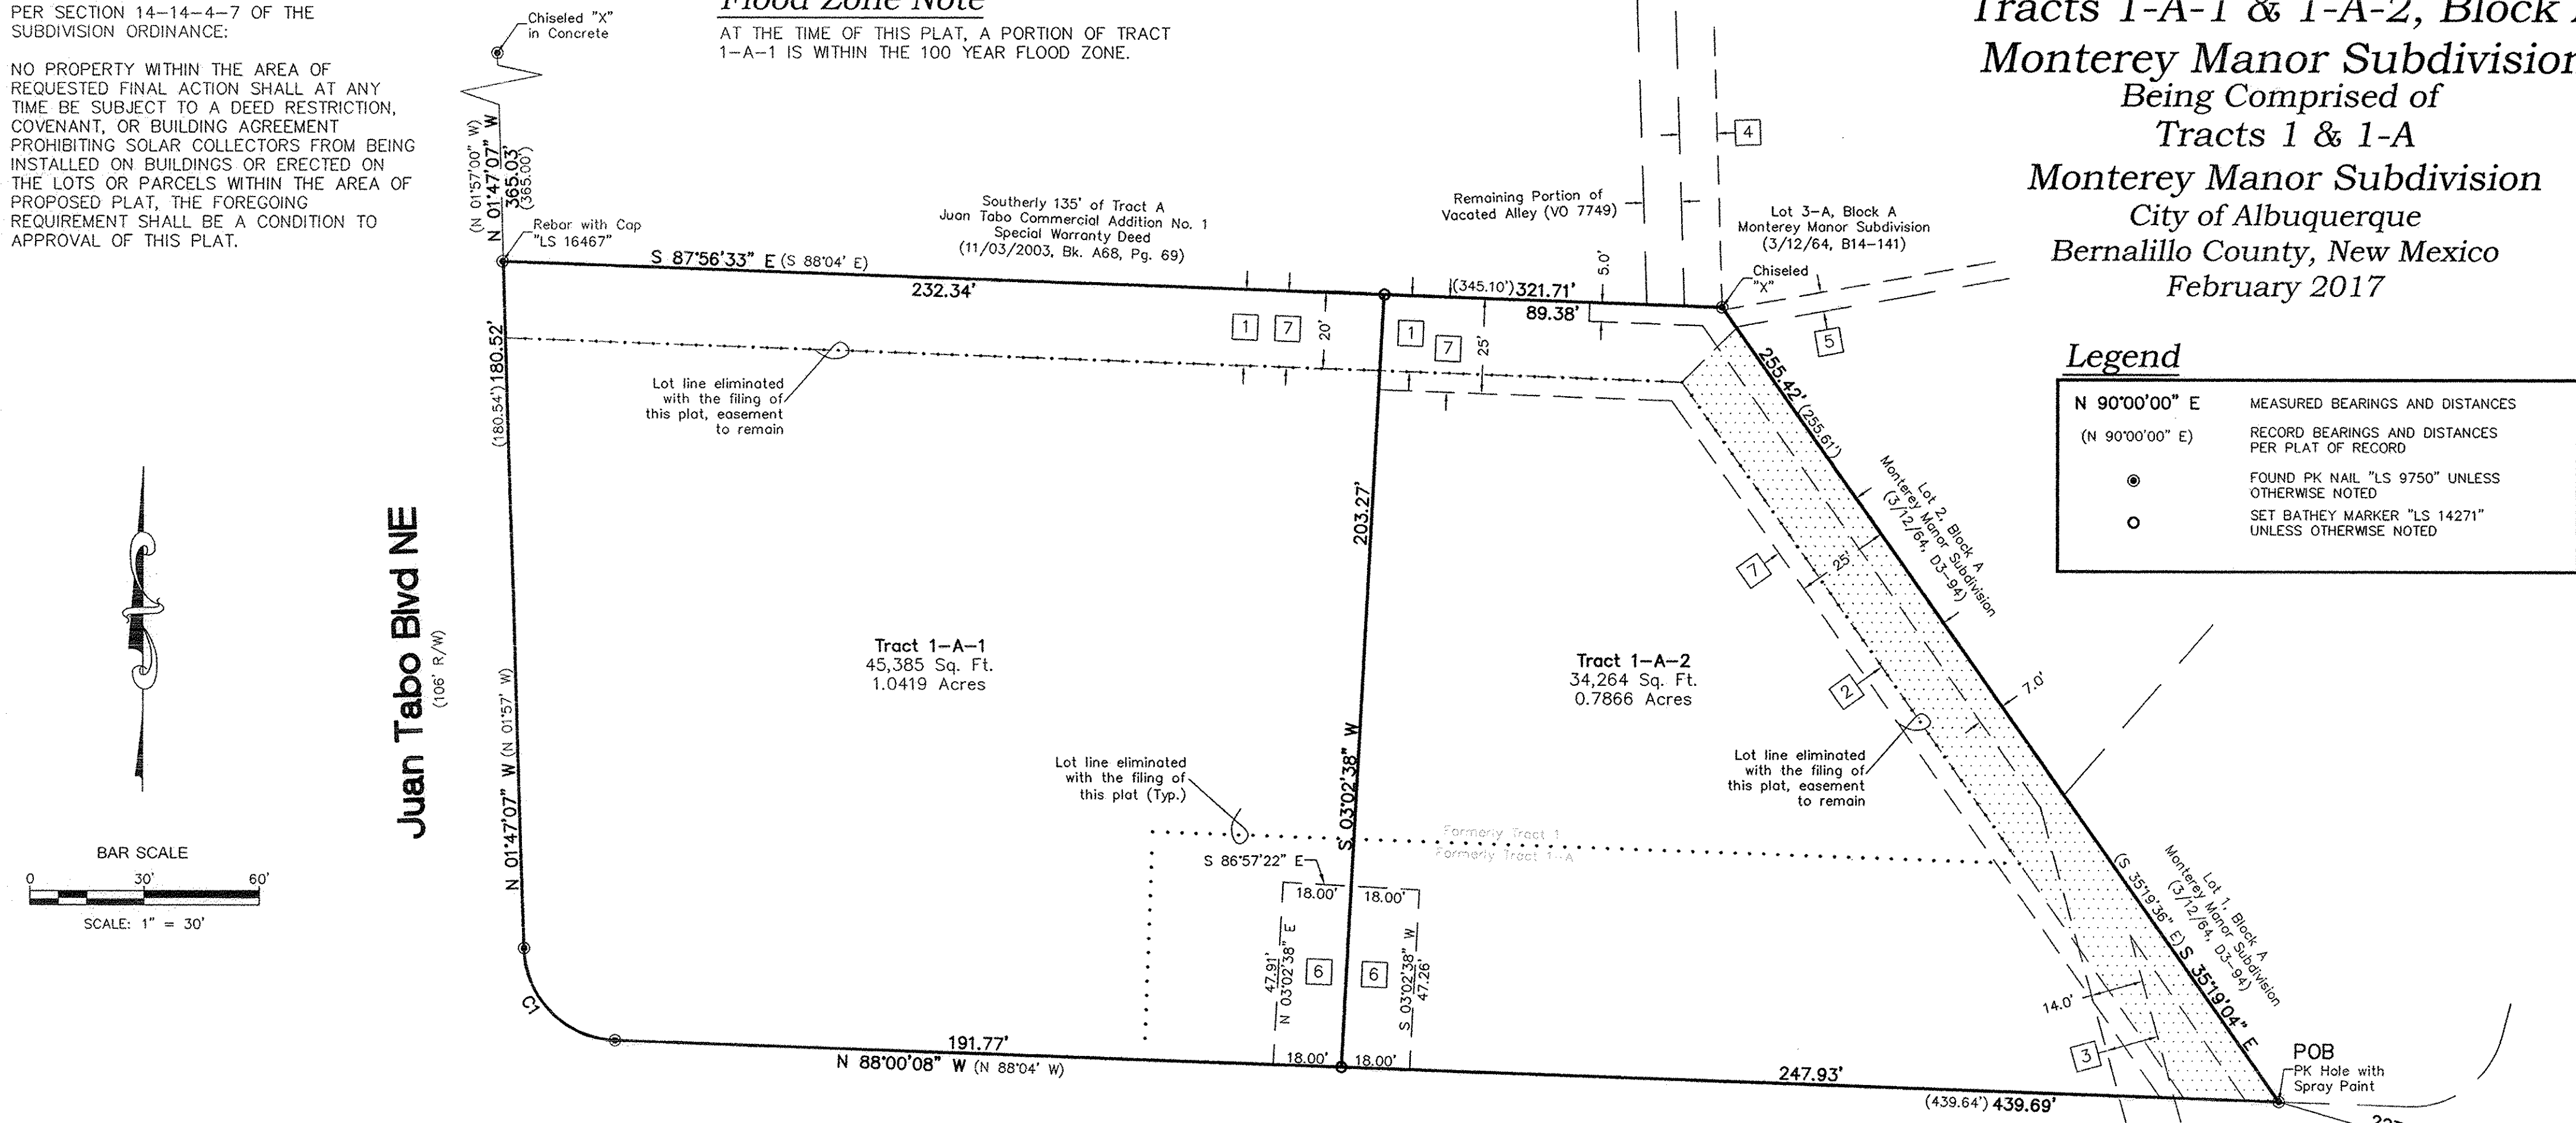 PER SECTION 14-14-4-7 OF THE
SUBDIVISION ORDINANCE:
NO PROPERTY WITHIN THE AREA OF
REQUESTED FINAL ACTION SHALL AT ANY
TIME BE SUBJECT TO A DEED RESTRICTION,
COVENANT, OR BUILDING AGREEMENT
PROHIBITING SOLAR COLLECTORS FROM BEING
INSTALLED ON BUILDINGS OR ERECTED ON
THE LOTS OR PARCELS WITHIN THE AREA OF
PROPOSED PLAT, THE FOREGOING
REQUIREMENT SHALL BE A CONDITION TO
APPROVAL OF THIS PLAT.
Chiseled "X"
in Concrete
Flood Zone Note
AT THE TIME OF THIS PLAT, A PORTION OF TRACT
1-A-1 IS WITHIN THE 100 YEAR FLOOD ZONE.
Tracts 1-A-1 & 1-A-2, Block
Monterey Manor Subdivision
Being Comprised of
Tracts 1 & 1-A
Monterey Manor Subdivision
City of Albuquerque
Bernalillo County, New Mexico
February 2017
Legend
N 90°00'00" E MEASURED BEARINGS AND DISTANCES
(N 90°00'00" E) RECORD BEARINGS AND DISTANCES
PER PLAT OF RECORD
FOUND PK NAIL "LS 9750" UNLESS
OTHERWISE NOTED
SET BATHEY MARKER "LS 14271"
UNLESS OTHERWISE NOTED
(N 01°57'00" W)
N 01°47'07" W
365.03'
(365.00')
Rebar with Cap
"LS 16467"
Southerly 135' of Tract A
Juan Tabo Commercial Addition No. 1
Special Warranty Deed
(11/03/2003, Bk. A68, Pg. 69)
Remaining Portion of
Vacated Alley (VO 7749)
4
Lot 3-A, Block A
Monterey Manor Subdivision
(3/12/64, B14-141)
Chiseled
"X"
5
S 87°56'33" E (S 88°04' E)
232.34'
(345.10') 321.71'
89.38'
5.0'
1
7
20'
1
7
25'
(180.54') 180.52'
Lot line eliminated
with the filing of
this plat, easement
to remain
255.42' (255.61')
Lot 2, Block A
Monterey Manor Subdivision
(3/12/64, D3-94)
25'
7
2
7.0'
Juan Tabo Blvd NE
(106' R/W)
N 01°47'07" W (N 01°57' W)
Tract 1-A-1
45,385 Sq. Ft.
1.0419 Acres
203.27'
S 03°02'38" W
Tract 1-A-2
34,264 Sq. Ft.
0.7866 Acres
Lot line eliminated
with the filing of
this plat (Typ.)
Lot line eliminated
with the filing of
this plat, easement
to remain
Formerly Tract 1
Formerly Tract 1-A
S 86°57'22" E
18.00'
18.00'
47.91'
N 03°02'38" E
6
6
S 03°02'38" W
47.26'
18.00'
18.00'
BAR SCALE
0 30' 60'
SCALE: 1" = 30'
C1
191.77'
N 88°00'08" W (N 88°04' W)
247.93'
(439.64') 439.69'
(S 35°19'36" E) S 35°19'04" E
Lot 1, Block A
Monterey Manor Subdivision
(3/12/64, D3-94)
14.0'
3
POB
PK Hole with
Spray Paint